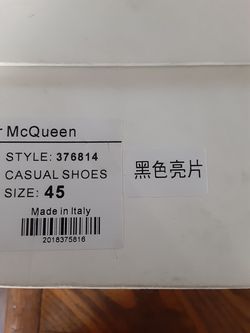 r McQueen
STYLE: 376814
CASUAL SHOES
SIZE: 45
Made in Italy
2018375816
黑色亮片